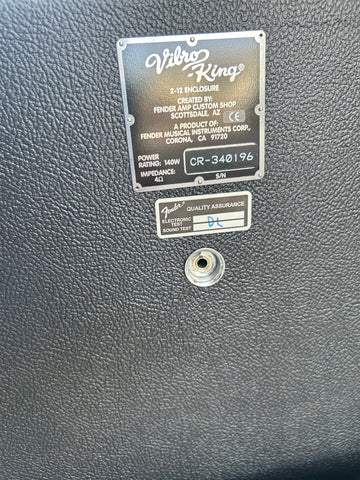 Vibro
King®
2-12 ENCLOSURE
CREATED BY:
FENDER AMP CUSTOM SHOP
SCOTTSDALE, AZ
CE
A PRODUCT OF:
FENDER MUSICAL INSTRUMENTS CORP.
CORONA, CA 91720
POWER
RATING: 140W
CR-340196
IMPEDANCE:
4Ω
S/N
Fender
QUALITY ASSURANCE
ELECTRONIC
TEST
SOUND TEST
DL